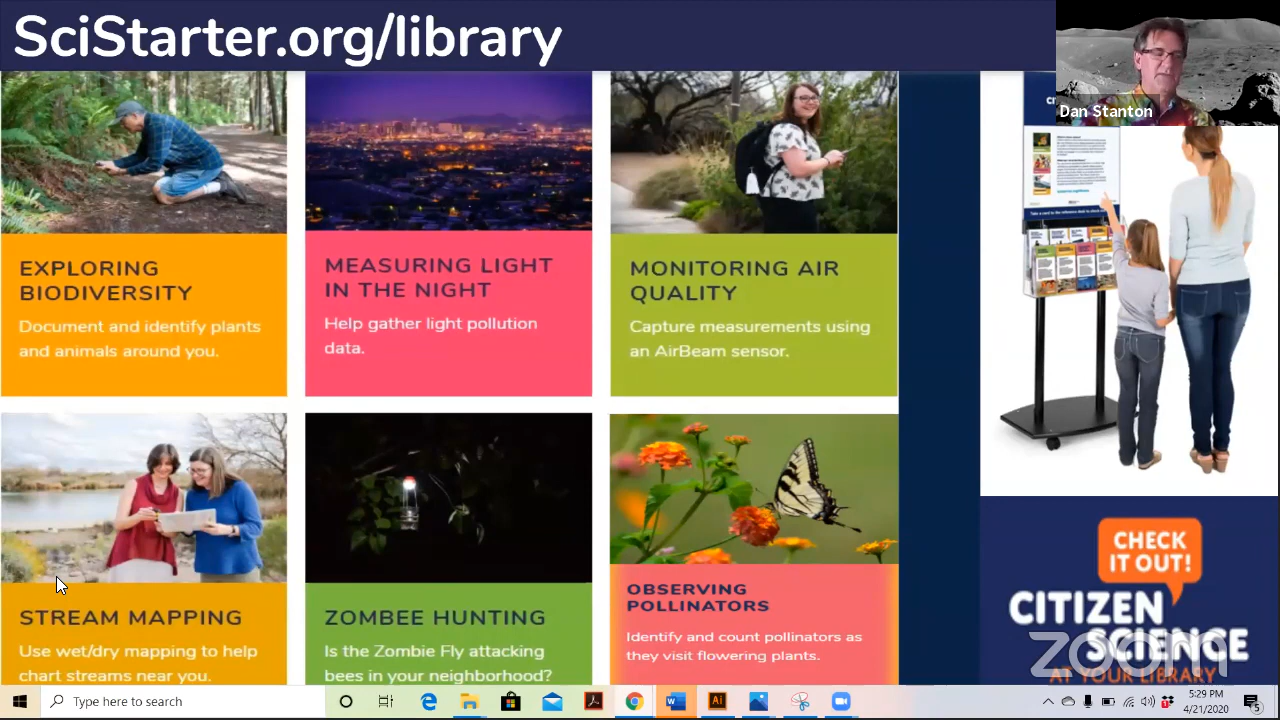 SciStarter.org/library
Dan Stanton
EXPLORING
BIODIVERSITY
Document and identify plants
and animals around you.
MEASURING LIGHT
IN THE NIGHT
Help gather light pollution
data.
MONITORING AIR
QUALITY
Capture measurements using
an AirBeam sensor.
STREAM MAPPING
Use wet/dry mapping to help
chart streams near you.
ZOMBEE HUNTING
Is the Zombie Fly attacking
bees in your neighborhood?
OBSERVING
POLLINATORS
Identify and count pollinators as
they visit flowering plants.
CHECK
IT OUT!
CITIZEN
SCIENCE
AT YOUR LIBRARY
zoom
Type here to search
5:29 PM
4/21/2020
5